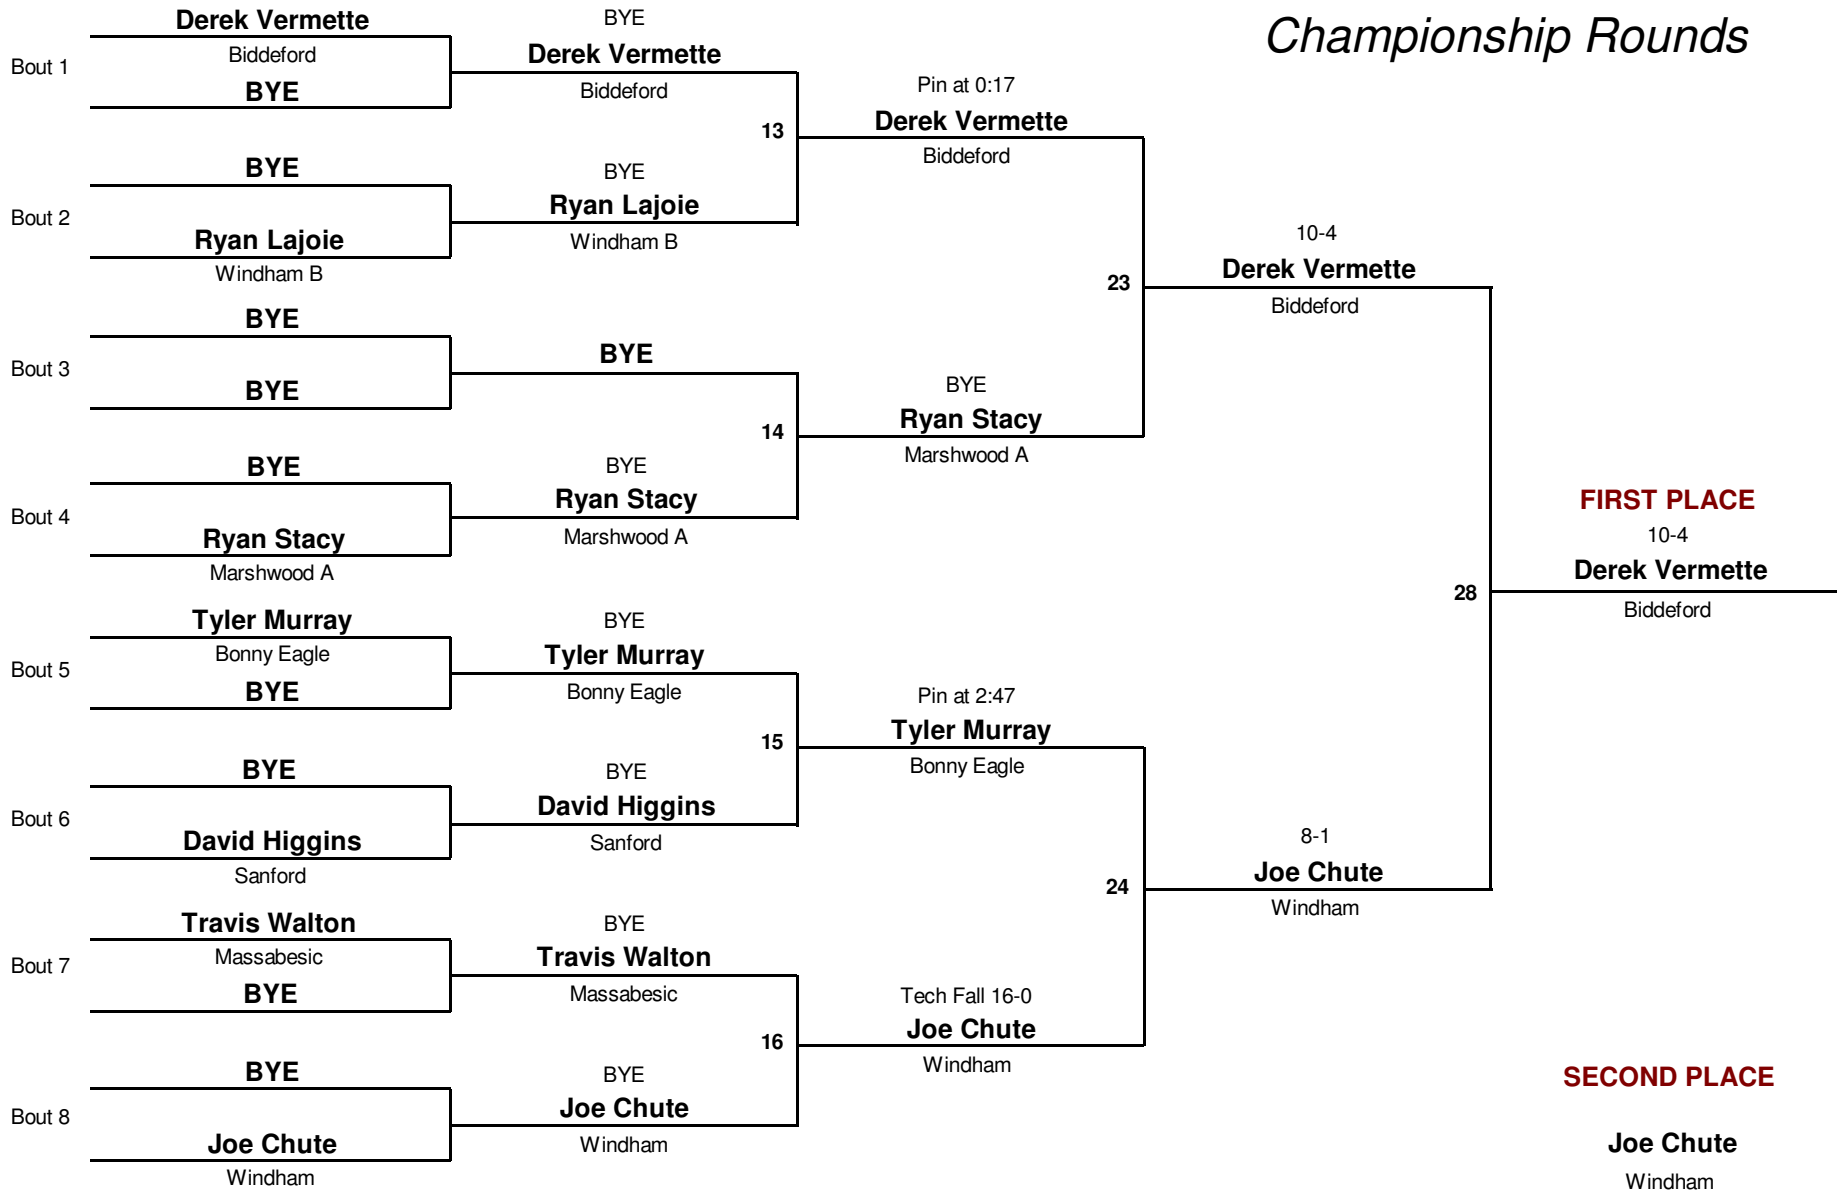 Championship Rounds
Derek Vermette
Biddeford
Bout 1
BYE
BYE
Ryan Lajoie
Bout 2
Windham B
BYE
Bout 3
BYE
BYE
Bout 4
Ryan Stacy
Marshwood A
Tyler Murray
Bonny Eagle
Bout 5
BYE
BYE
Bout 6
David Higgins
Sanford
Travis Walton
Massabesic
Bout 7
BYE
BYE
Bout 8
Joe Chute
Windham
BYE
Derek Vermette
Biddeford
13
BYE
Ryan Lajoie
Windham B
BYE
14
BYE
Ryan Stacy
Marshwood A
BYE
Tyler Murray
Bonny Eagle
15
BYE
David Higgins
Sanford
BYE
Travis Walton
Massabesic
16
BYE
Joe Chute
Windham
Pin at 0:17
Derek Vermette
Biddeford
23
BYE
Ryan Stacy
Marshwood A
Pin at 2:47
Tyler Murray
Bonny Eagle
24
Tech Fall 16-0
Joe Chute
Windham
10-4
Derek Vermette
Biddeford
28
8-1
Joe Chute
Windham
FIRST PLACE
10-4
Derek Vermette
Biddeford
SECOND PLACE
Joe Chute
Windham